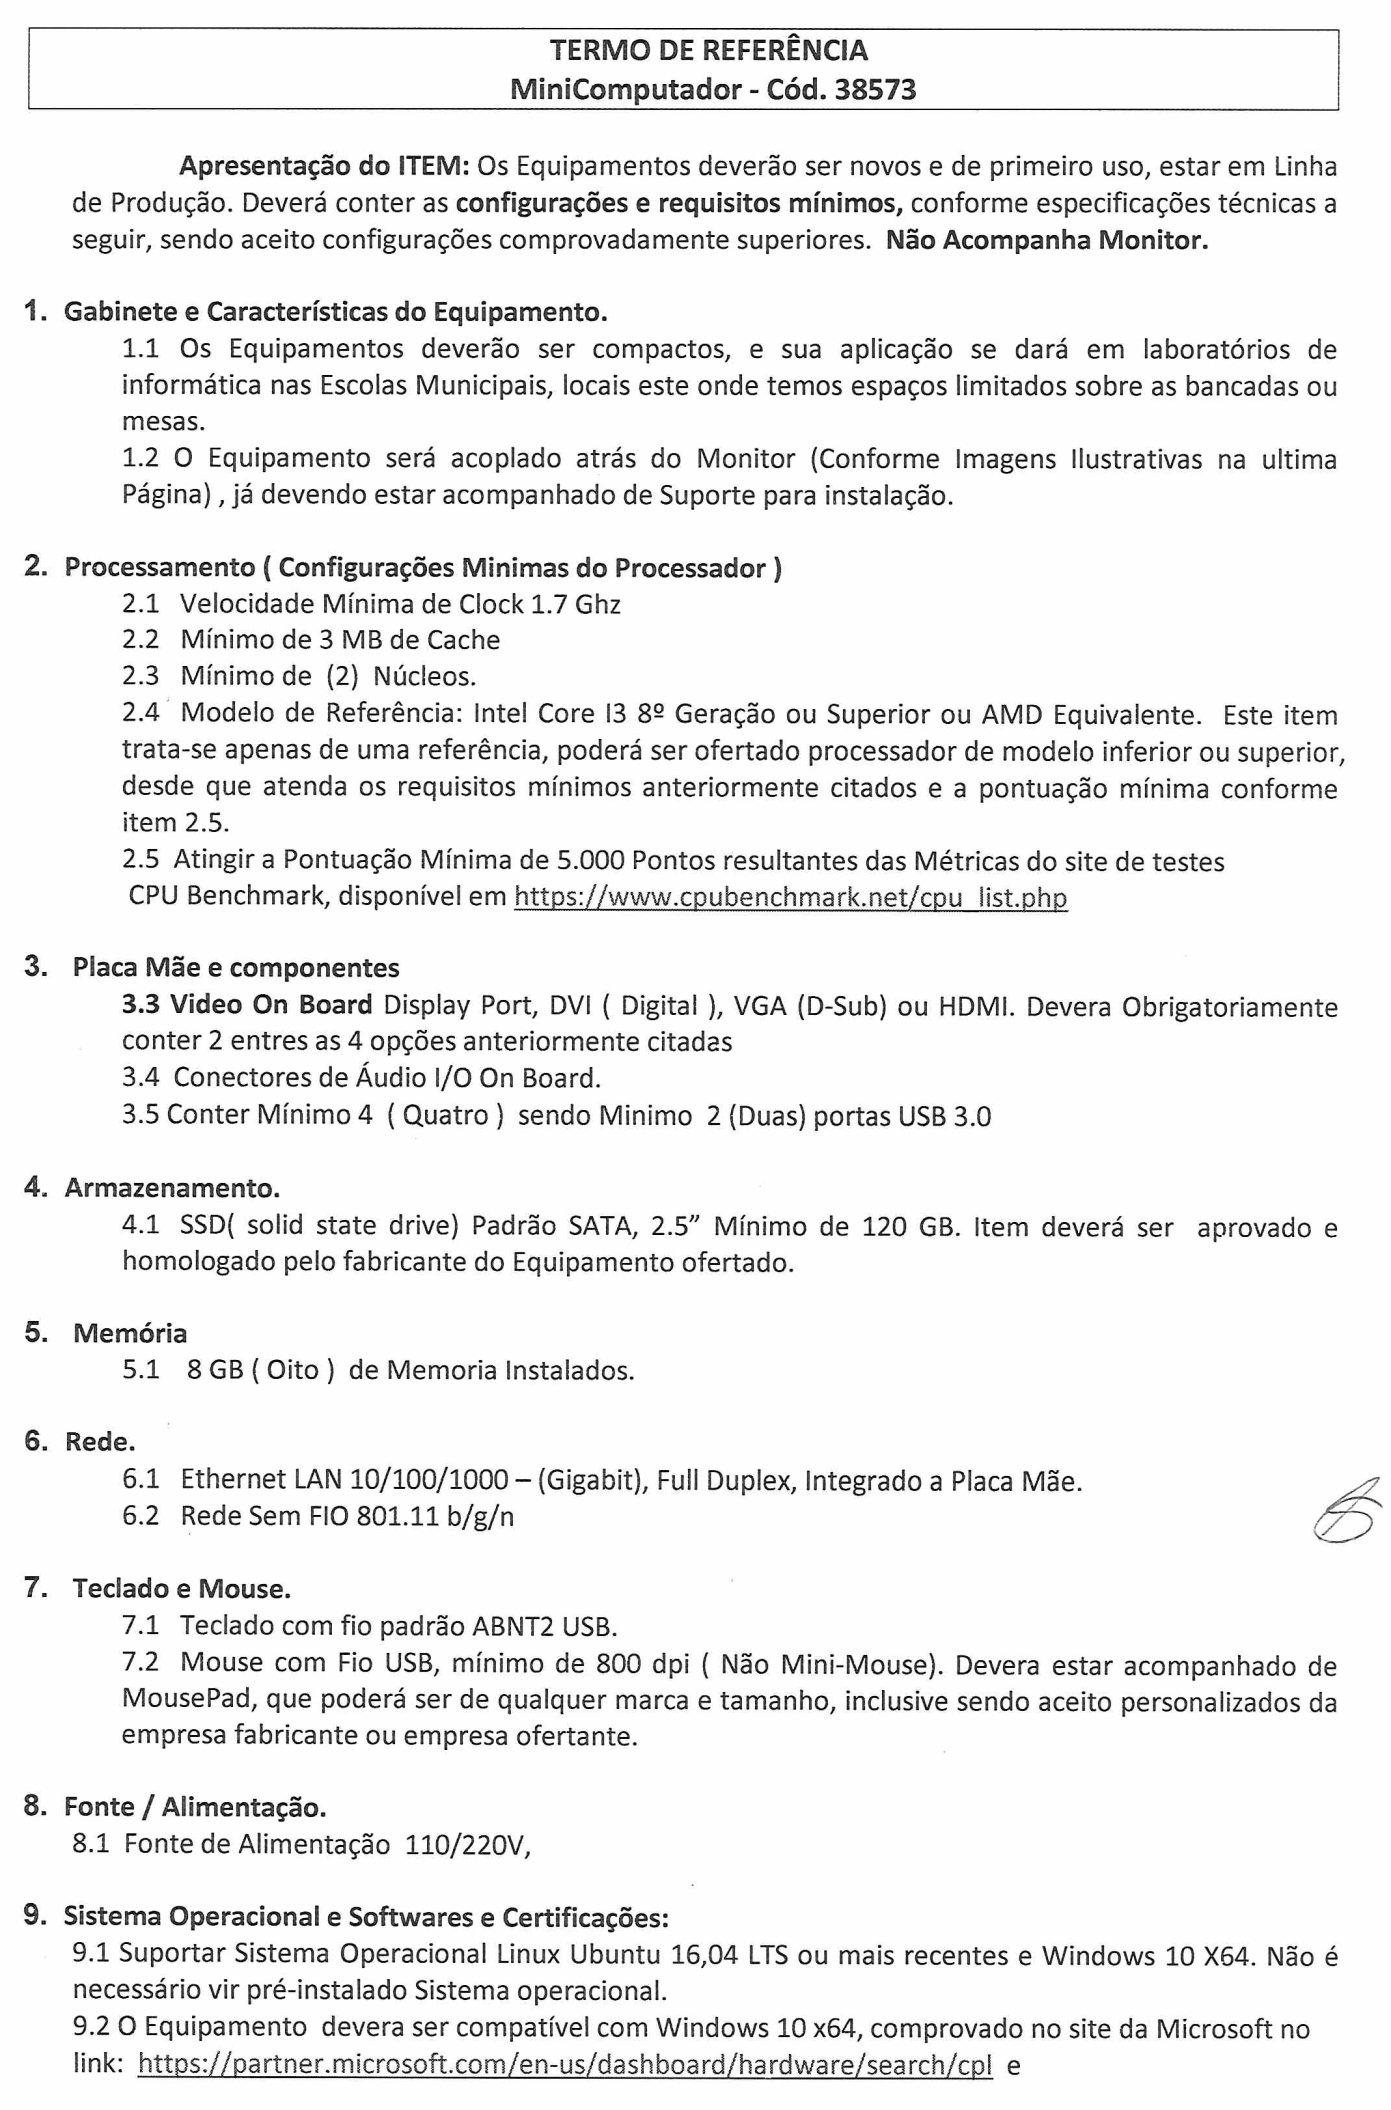 TERMO DE REFERÊNCIA
MiniComputador - Cód. 38573
Apresentação do ITEM: Os Equipamentos deverão ser novos e de primeiro uso, estar em Linha
de Produção. Deverá conter as configurações e requisitos mínimos, conforme especificações técnicas a
seguir, sendo aceito configurações comprovadamente superiores. Não Acompanha Monitor.
1. Gabinete e Características do Equipamento.
1.1 Os Equipamentos deverão ser compactos, e sua aplicação se dará em laboratórios de
informática nas Escolas Municipais, locais este onde temos espaços limitados sobre as bancadas ou
mesas.
1.2 O Equipamento será acoplado atrás do Monitor (Conforme Imagens Ilustrativas na ultima
Página) , já devendo estar acompanhado de Suporte para instalação.
2. Processamento ( Configurações Minimas do Processador )
2.1 Velocidade Mínima de Clock 1.7 Ghz
2.2 Mínimo de 3 MB de Cache
2.3 Mínimo de (2) Núcleos.
2.4 Modelo de Referência: Intel Core I3 8º Geração ou Superior ou AMD Equivalente. Este item
trata-se apenas de uma referência, poderá ser ofertado processador de modelo inferior ou superior,
desde que atenda os requisitos mínimos anteriormente citados e a pontuação mínima conforme
item 2.5.
2.5 Atingir a Pontuação Mínima de 5.000 Pontos resultantes das Métricas do site de testes
CPU Benchmark, disponível em https://www.cpubenchmark.net/cpu_list.php
3. Placa Mãe e componentes
3.3 Video On Board Display Port, DVI ( Digital ), VGA (D-Sub) ou HDMI. Devera Obrigatoriamente
conter 2 entres as 4 opções anteriormente citadas
3.4 Conectores de Áudio I/O On Board.
3.5 Conter Mínimo 4 ( Quatro ) sendo Minimo 2 (Duas) portas USB 3.0
4. Armazenamento.
4.1 SSD( solid state drive) Padrão SATA, 2.5” Mínimo de 120 GB. Item deverá ser aprovado e
homologado pelo fabricante do Equipamento ofertado.
5. Memória
5.1 8 GB ( Oito ) de Memoria Instalados.
6. Rede.
6.1 Ethernet LAN 10/100/1000 – (Gigabit), Full Duplex, Integrado a Placa Mãe.
6.2 Rede Sem FIO 801.11 b/g/n
7. Teclado e Mouse.
7.1 Teclado com fio padrão ABNT2 USB.
7.2 Mouse com Fio USB, mínimo de 800 dpi ( Não Mini-Mouse). Devera estar acompanhado de
MousePad, que poderá ser de qualquer marca e tamanho, inclusive sendo aceito personalizados da
empresa fabricante ou empresa ofertante.
8. Fonte / Alimentação.
8.1 Fonte de Alimentação 110/220V,
9. Sistema Operacional e Softwares e Certificações:
9.1 Suportar Sistema Operacional Linux Ubuntu 16,04 LTS ou mais recentes e Windows 10 X64. Não é
necessário vir pré-instalado Sistema operacional.
9.2 O Equipamento devera ser compatível com Windows 10 x64, comprovado no site da Microsoft no
link: https://partner.microsoft.com/en-us/dashboard/hardware/search/cpl e